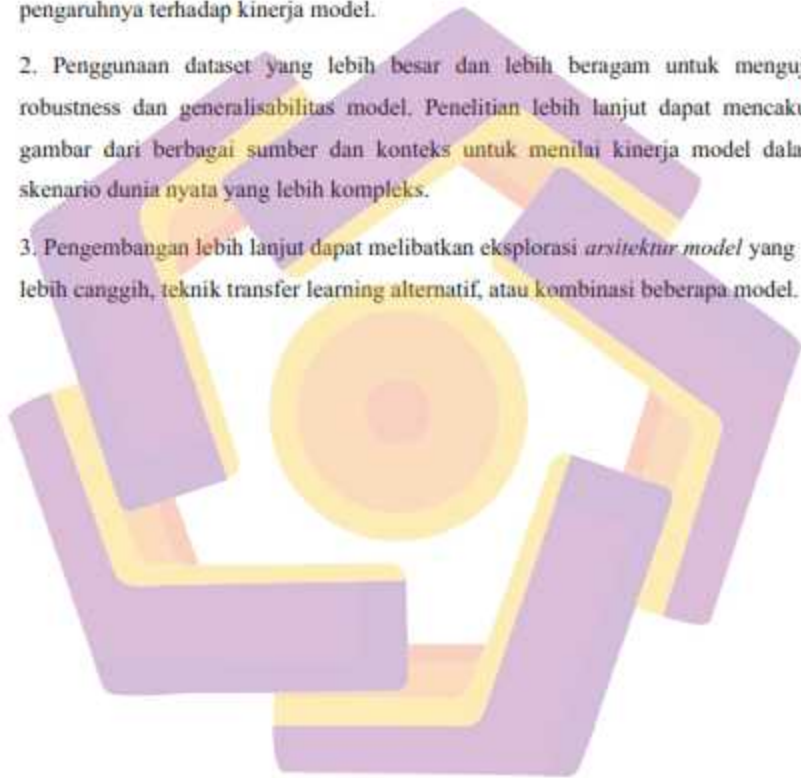 pengaruhnya terhadap kinerja model.
2. Penggunaan dataset yang lebih besar dan lebih beragam untuk mengu
robustness dan generalisabilitas model. Penelitian lebih lanjut dapat mencaku
gambar dari berbagai sumber dan konteks untuk menilai kinerja model dala
skenario dunia nyata yang lebih kompleks.
3. Pengembangan lebih lanjut dapat melibatkan eksplorasi arsitektur model yang
lebih canggih, teknik transfer learning alternatif, atau kombinasi beberapa model.